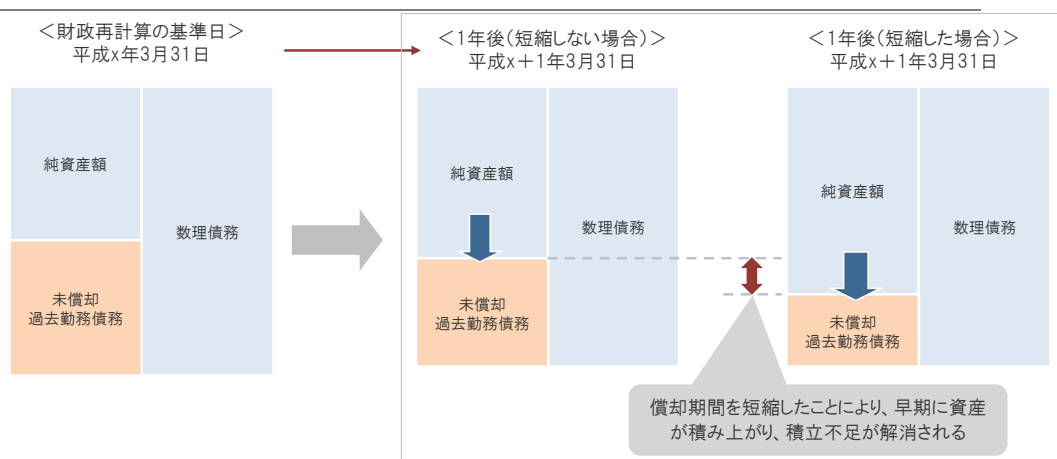 ＜財政再計算の基準日＞
平成x年3月31日
＜1年後（短縮しない場合）＞
平成x＋1年3月31日
＜1年後（短縮した場合）＞
平成x＋1年3月31日
純資産額
数理債務
未償却
過去勤務債務
純資産額
数理債務
未償却
過去勤務債務
純資産額
数理債務
未償却
過去勤務債務
償却期間を短縮したことにより、早期に資産
が積み上がり、積立不足が解消される